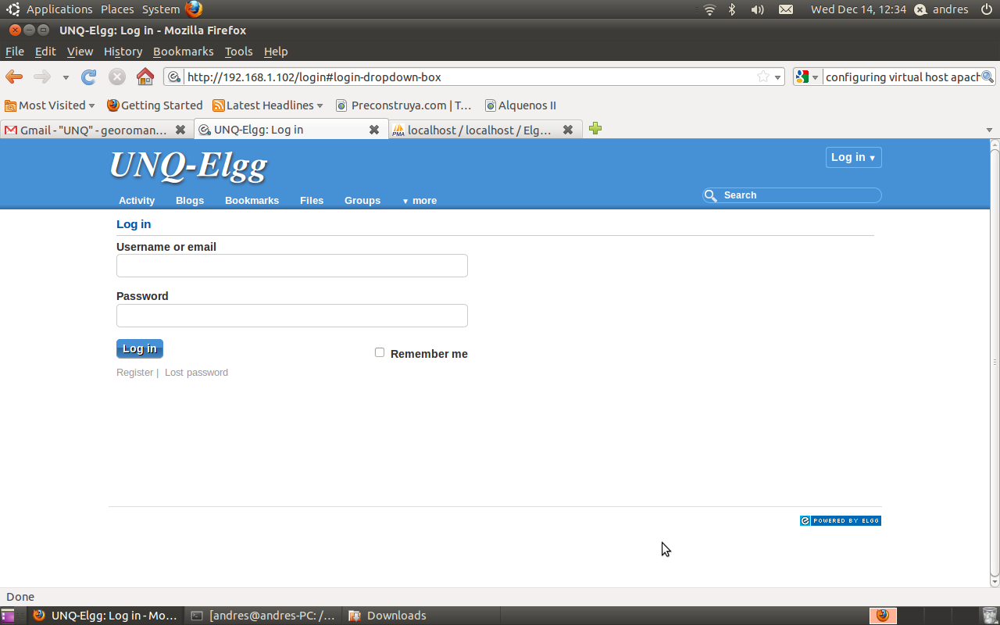 Applications Places System
Wed Dec 14, 12:34 andres
UNQ-Elgg: Log in - Mozilla Firefox
File Edit View History Bookmarks Tools Help
http://192.168.1.102/login#login-dropdown-box
configuring virtual host apach
Most Visited Getting Started Latest Headlines Preconstruya.com | T... Alquenos II
Gmail - "UNQ" - georoman... UNQ-Elgg: Log in PMA localhost / localhost / Elg...
UNQ-Elgg
Log in ▼
Activity Blogs Bookmarks Files Groups ▼ more
Search
Log in
Username or email
Password
Log in
Remember me
Register | Lost password
POWERED BY ELGG
Done
UNQ-Elgg: Log in - Mo... [andres@andres-PC: /... Downloads